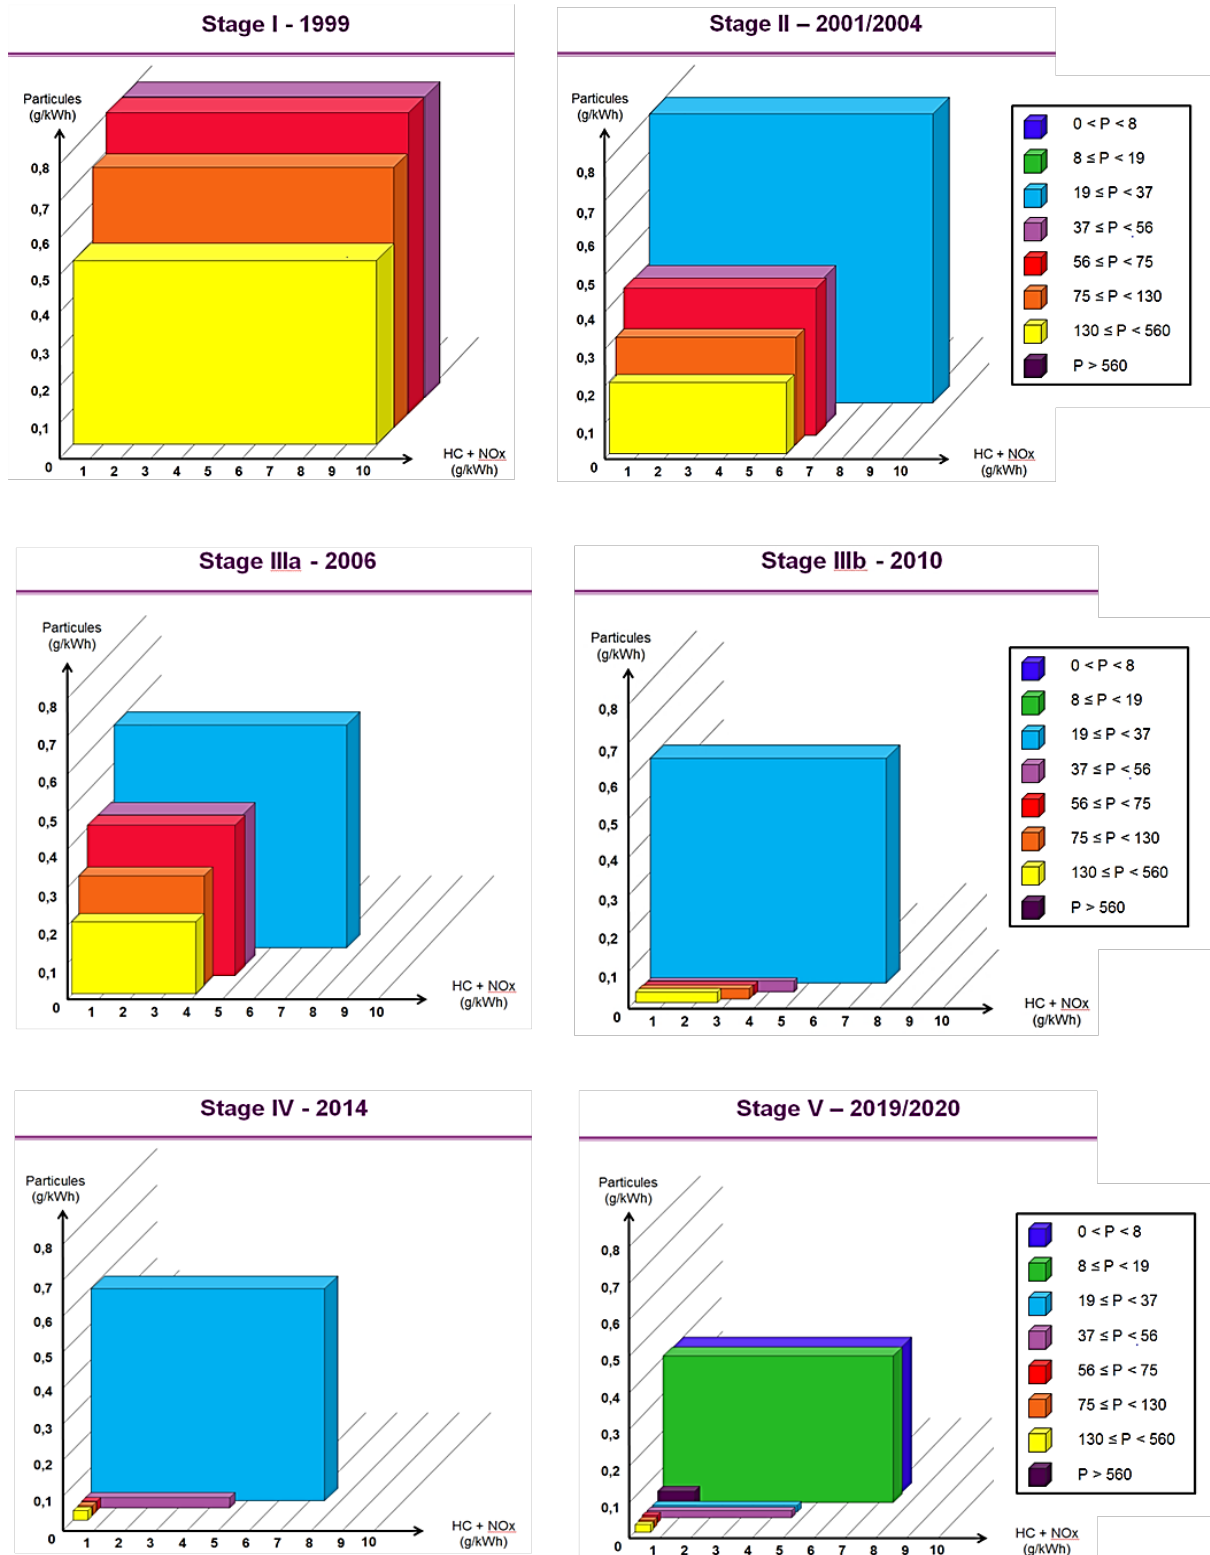 Stage I - 1999
Particules
(g/kWh)
0,8
0,7
0,6
0,5
0,4
0,3
0,2
0,1
0
1 2 3 4 5 6 7 8 9 10
HC + NOx
(g/kWh)
Stage II – 2001/2004
Particules
(g/kWh)
0,8
0,7
0,6
0,5
0,4
0,3
0,2
0,1
0
1 2 3 4 5 6 7 8 9 10
HC + NOx
(g/kWh)
0 < P < 8
8 ≤ P < 19
19 ≤ P < 37
37 ≤ P < 56
56 ≤ P < 75
75 ≤ P < 130
130 ≤ P < 560
P > 560
Stage IIIa - 2006
Particules
(g/kWh)
0,8
0,7
0,6
0,5
0,4
0,3
0,2
0,1
0
1 2 3 4 5 6 7 8 9 10
HC + NOx
(g/kWh)
Stage IIIb - 2010
Particules
(g/kWh)
0,8
0,7
0,6
0,5
0,4
0,3
0,2
0,1
0
1 2 3 4 5 6 7 8 9 10
HC + NOx
(g/kWh)
0 < P < 8
8 ≤ P < 19
19 ≤ P < 37
37 ≤ P < 56
56 ≤ P < 75
75 ≤ P < 130
130 ≤ P < 560
P > 560
Stage IV - 2014
Particules
(g/kWh)
0,8
0,7
0,6
0,5
0,4
0,3
0,2
0,1
0
1 2 3 4 5 6 7 8 9 10
HC + NOx
(g/kWh)
Stage V – 2019/2020
Particules
(g/kWh)
0,8
0,7
0,6
0,5
0,4
0,3
0,2
0,1
0
1 2 3 4 5 6 7 8 9 10
HC + NOx
(g/kWh)
0 < P < 8
8 ≤ P < 19
19 ≤ P < 37
37 ≤ P < 56
56 ≤ P < 75
75 ≤ P < 130
130 ≤ P < 560
P > 560